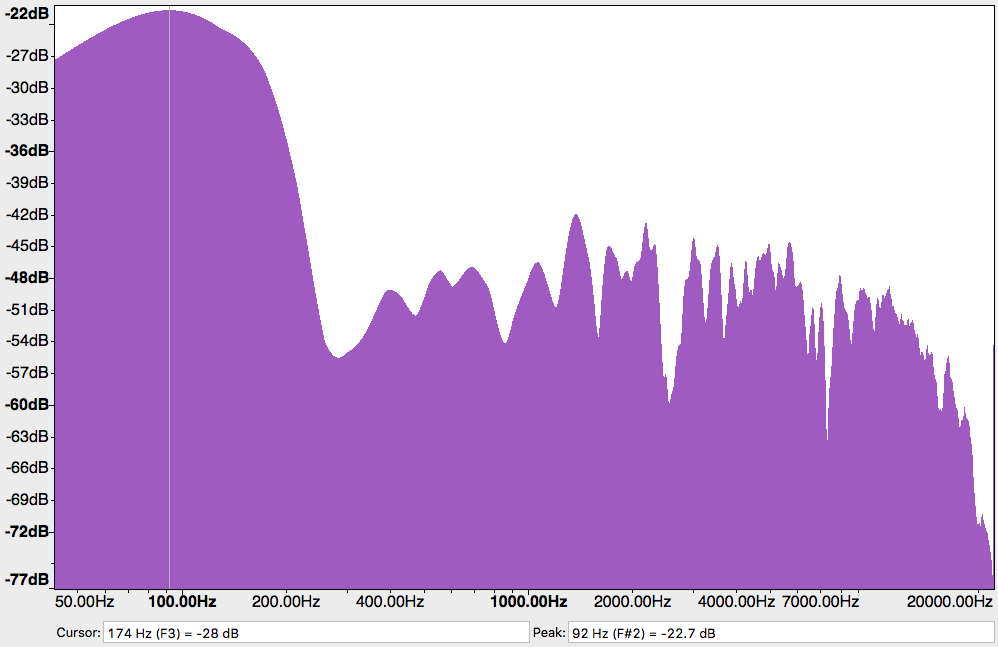 -22dB
-27dB
-30dB
-33dB
-36dB
-39dB
-42dB
-45dB
-48dB
-51dB
-54dB
-57dB
-60dB
-63dB
-66dB
-69dB
-72dB
-77dB
50.00Hz 100.00Hz 200.00Hz 400.00Hz 1000.00Hz 2000.00Hz 4000.00Hz 7000.00Hz 20000.00Hz
Cursor: 174 Hz (F3) = -28 dB Peak: 92 Hz (F#2) = -22.7 dB